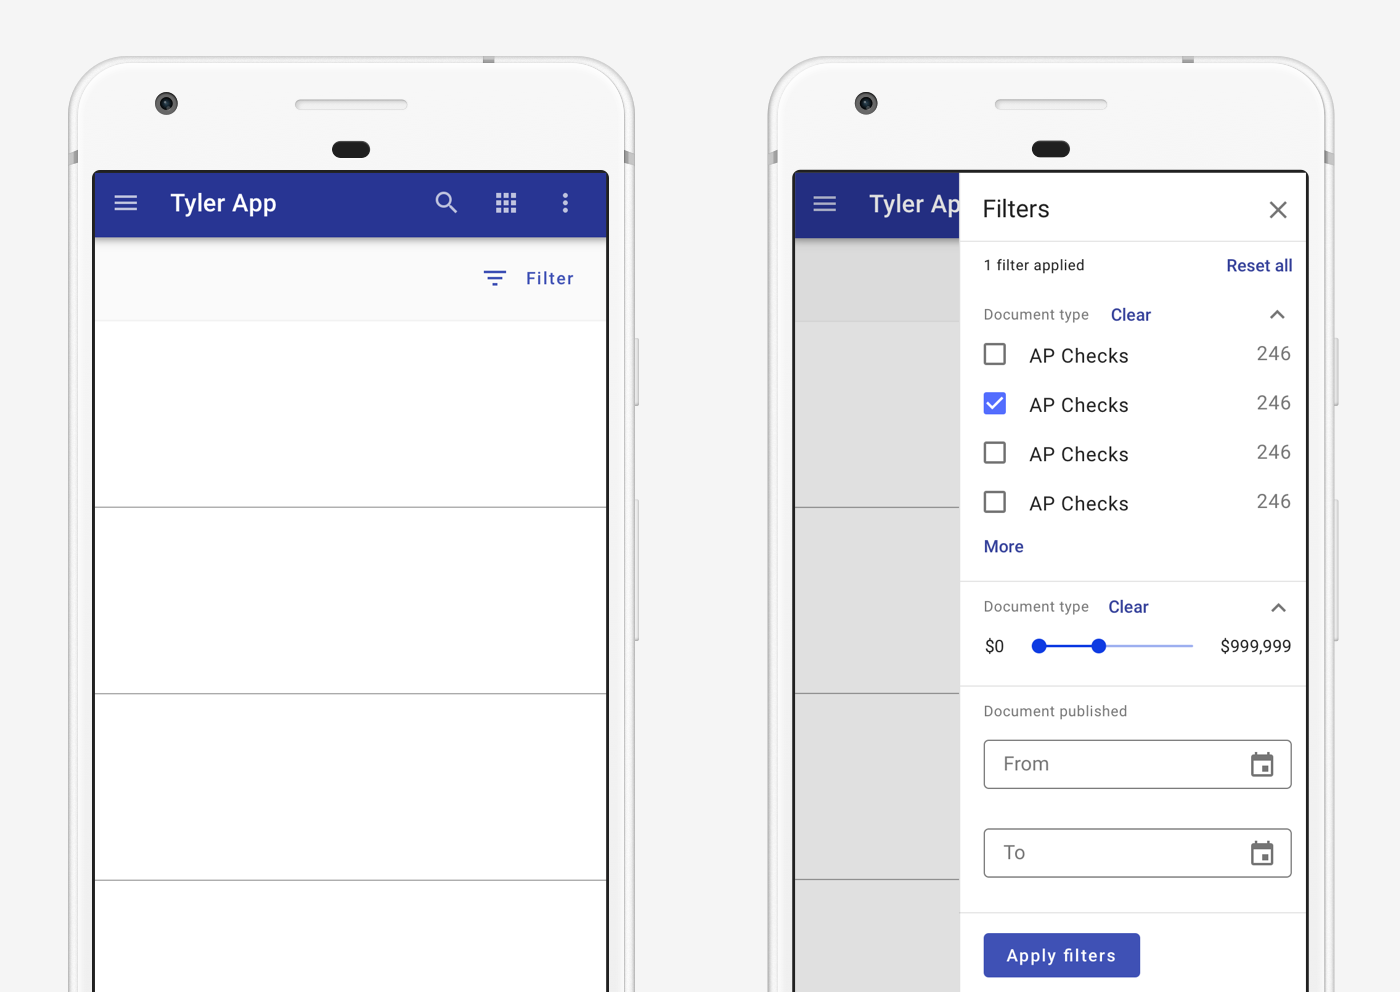 Tyler App
Filter
Tyler Ap
Filters
1 filter applied
Reset all
Document type Clear
AP Checks 246
AP Checks 246
AP Checks 246
AP Checks 246
More
Document type Clear
$0 $999,999
Document published
From
To
Apply filters